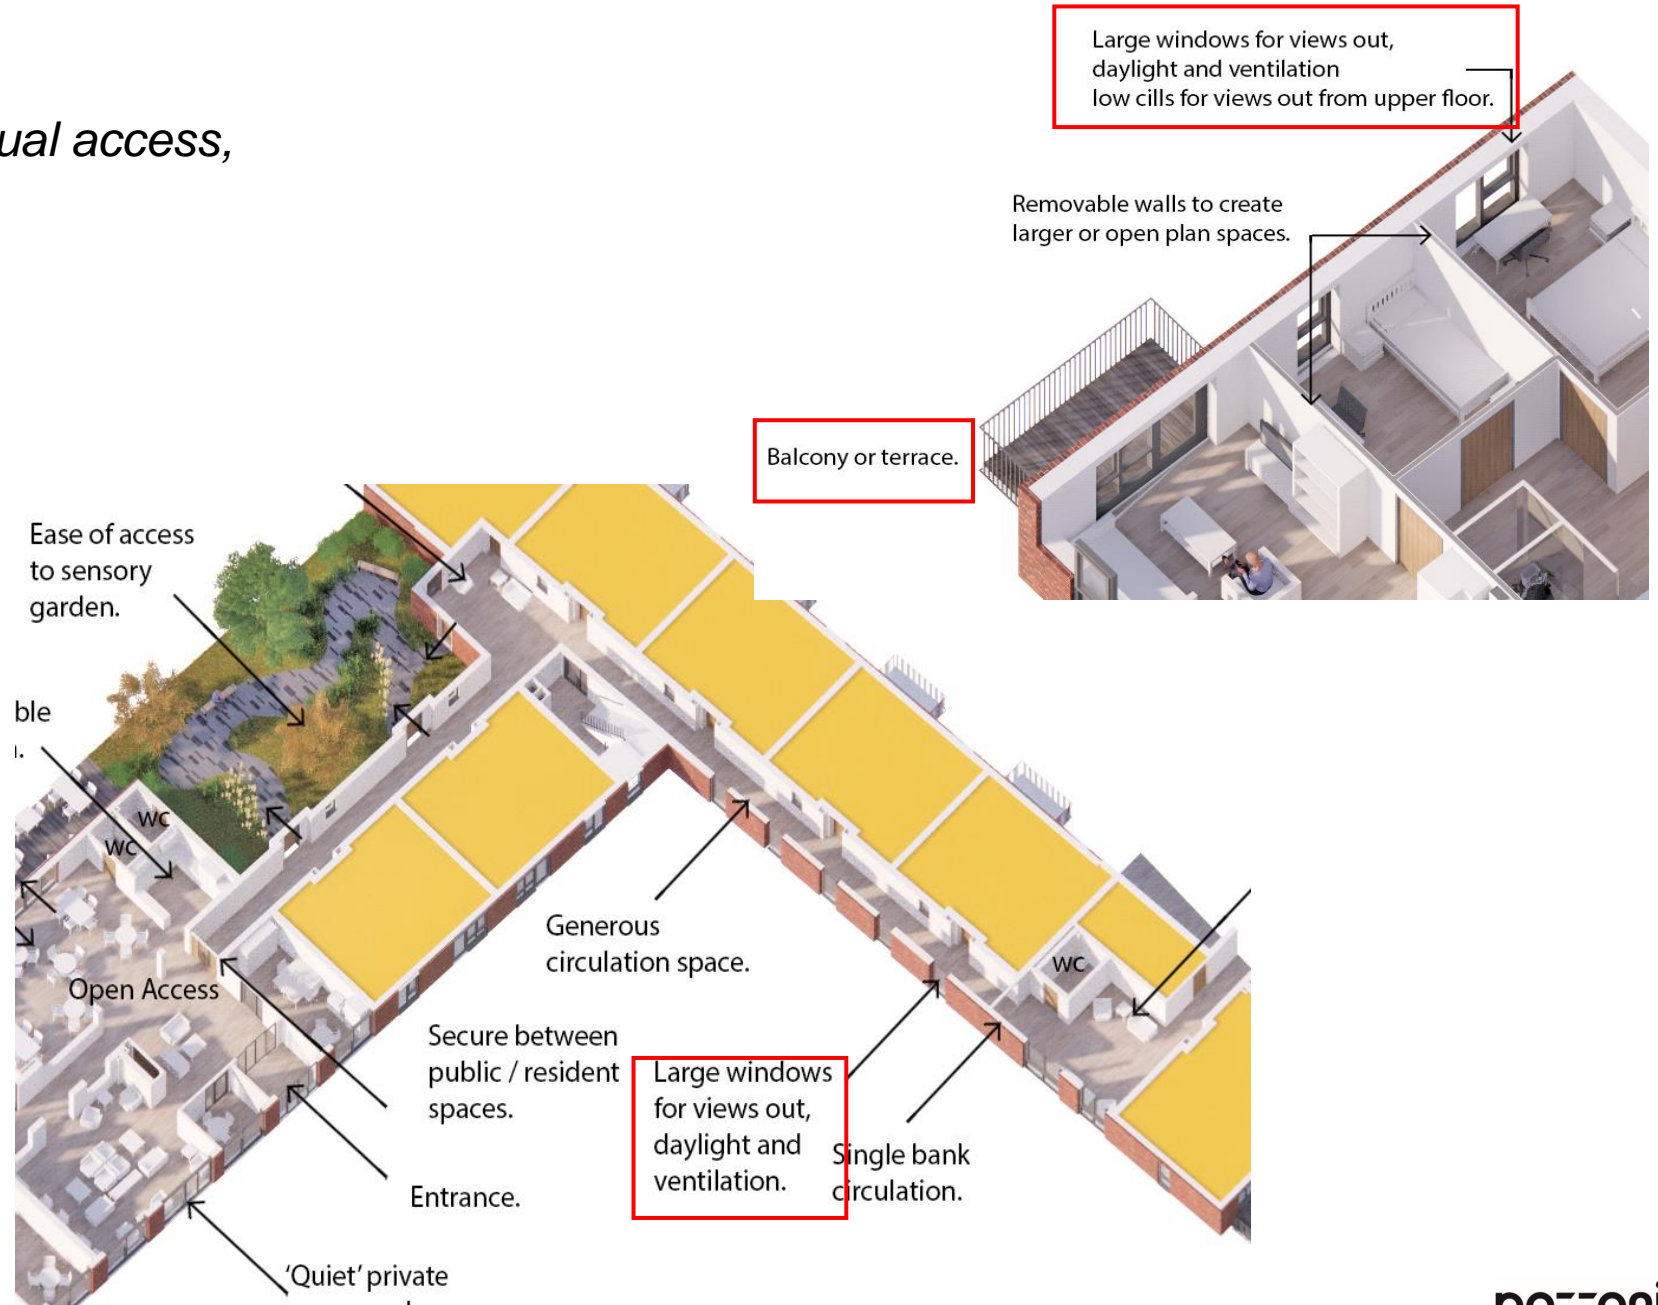 ual access,
Large windows for views out,
daylight and ventilation
low cills for views out from upper floor.
Removable walls to create
larger or open plan spaces.
Balcony or terrace.
Ease of access
to sensory
garden.
ble
wc
wc
Open Access
Generous
circulation space.
wc
Secure between
public / resident
spaces.
Large windows
for views out,
daylight and
ventilation.
Single bank
circulation.
Entrance.
'Quiet' private